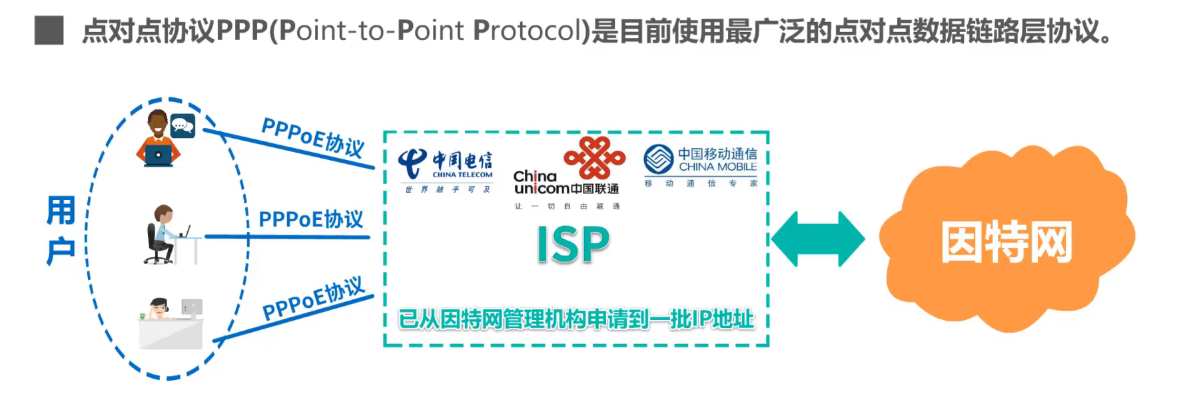 点对点协议PPP(Point-to-Point Protocol)是目前使用最广泛的点对点数据链路层协议。
用户
PPPoE协议
PPPoE协议
PPPoE协议
中国电信
CHINA TELECOM
世界触手可及
China
unicom中国联通
让一切自由联通
中国移动通信
CHINA MOBILE
移动通信专家
ISP
已从因特网管理机构申请到一批IP地址
因特网